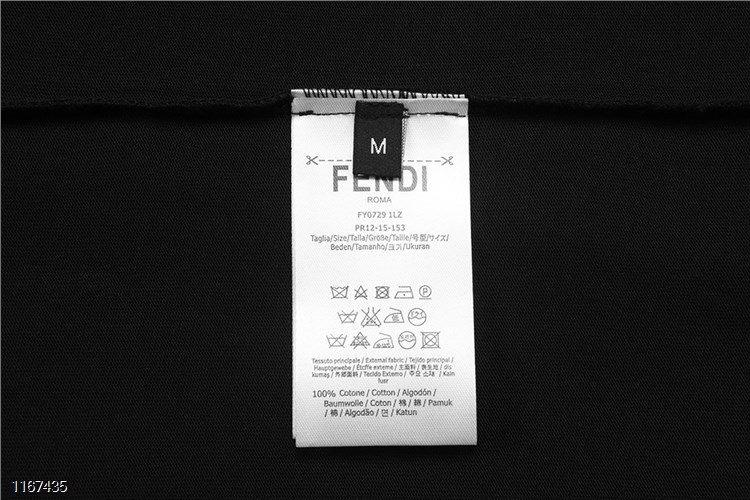 M
FENDI
ROMA
FY0729 1LZ
PR12-15-153
Taglia/Size/Talla/Größe/Taille/号型/サイズ/
Beden/Tamanho/크기/Ukuran
Tessuto principale / External fabric / Tejido principal /
Hauptgewebe / Étcffe externe / 主面料 / 表生地 / dış
kumaş / 外部面料 / Tecido Externo / 주요 소재 / Kain
luar
100% Cotone / Cotton / Algodón /
Baumwolle / Coton / 棉 / 綿 / Pamuk
/ 棉 / Algodão / 면 / Katun
1167435